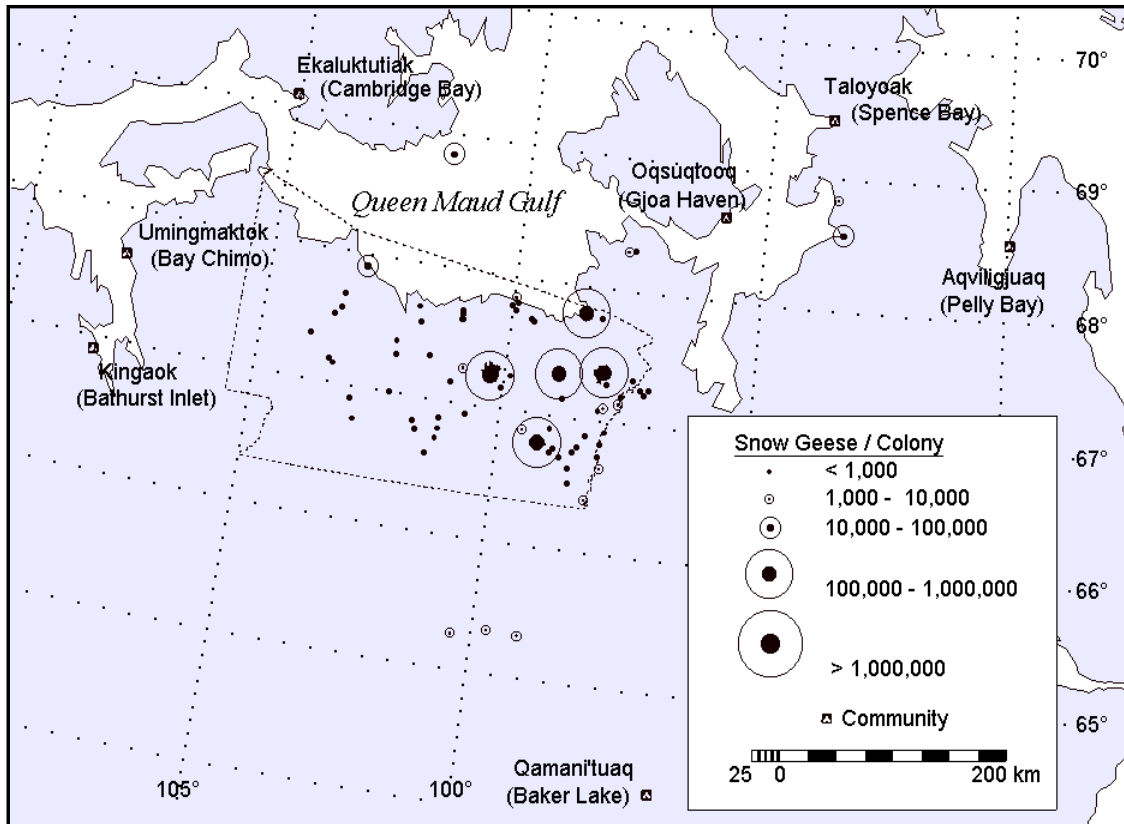 70°
Ekaluktutiak
(Cambridge Bay)
Taloyoak
(Spence Bay)
Oqsuqtooq
(Gjoa Haven)
69°
Queen Maud Gulf
Umingmaktok
(Bay Chimo)
Aqviligjuaq
(Pelly Bay)
68°
Kingaok
(Bathurst Inlet)
Snow Geese / Colony
< 1,000
1,000 - 10,000
10,000 - 100,000
100,000 - 1,000,000
> 1,000,000
Community
25 0 200 km
67°
66°
65°
105°
100°
Qamani'tuaq
(Baker Lake)